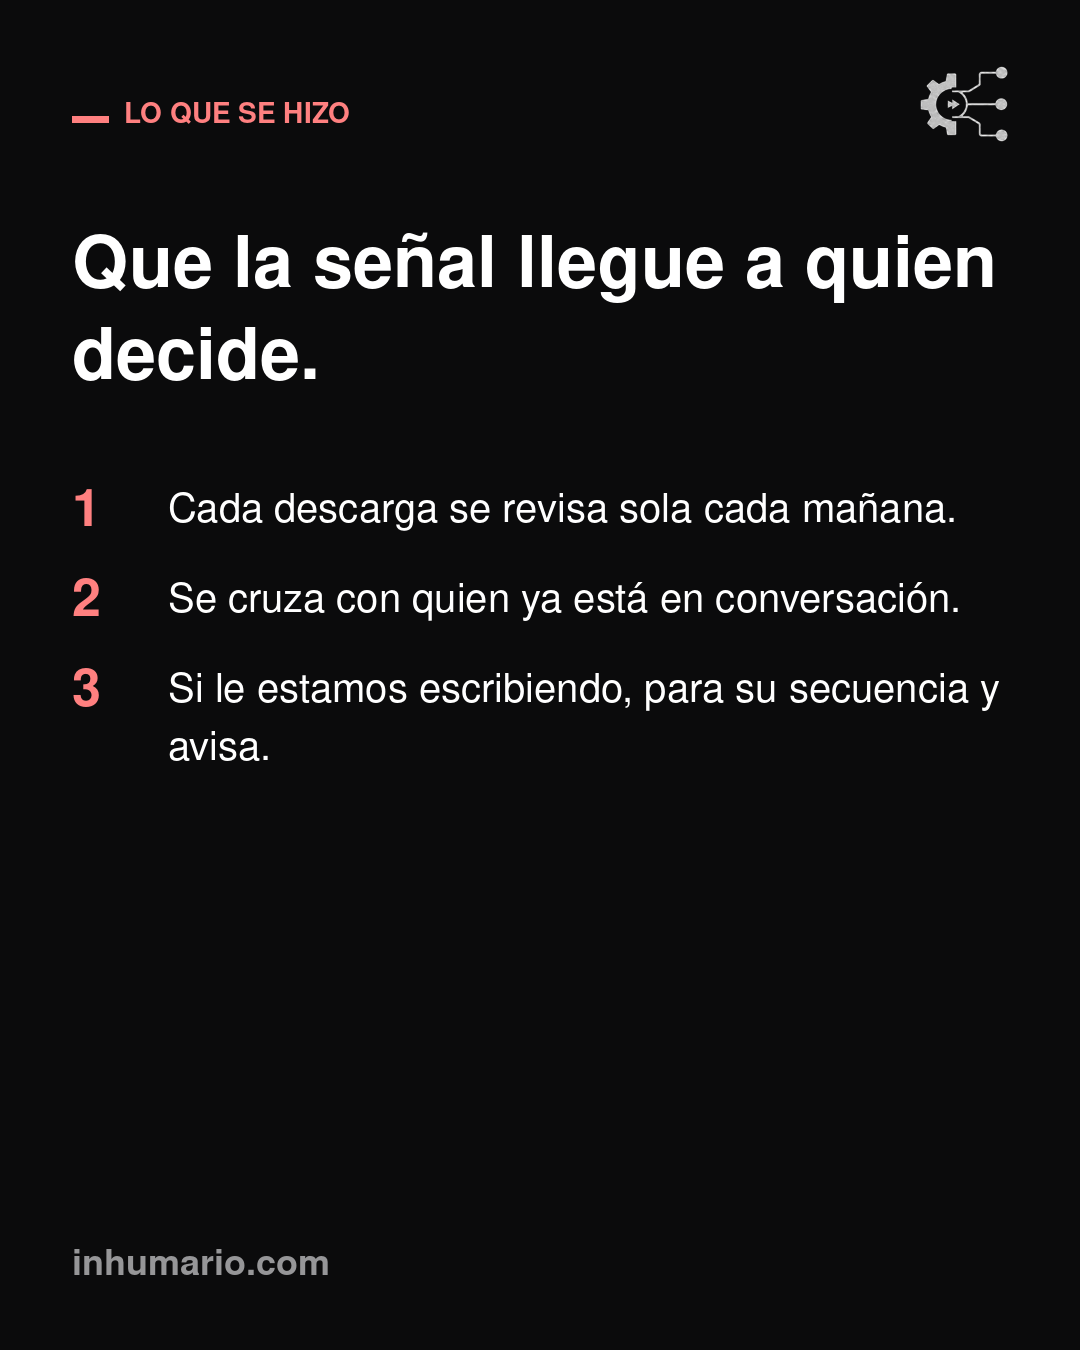 LO QUE SE HIZO
Que la señal llegue a quien
decide.
1 Cada descarga se revisa sola cada mañana.
2 Se cruza con quien ya está en conversación.
3 Si le estamos escribiendo, para su secuencia y
avisa.
inhumario.com